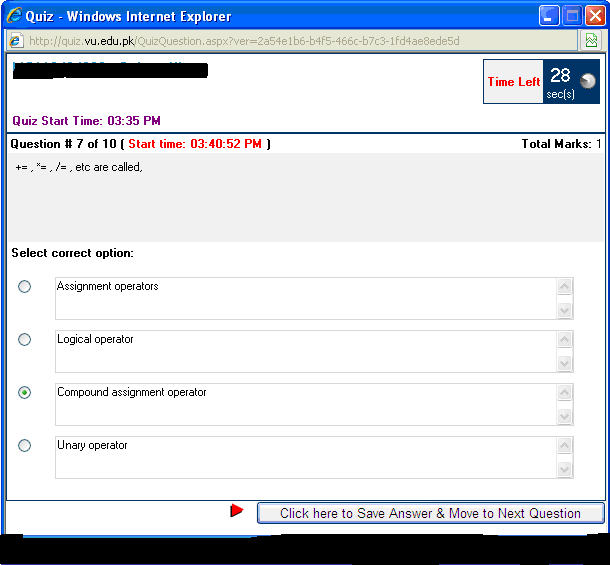 Quiz - Windows Internet Explorer
http://quiz.vu.edu.pk/QuizQuestion.aspx?ver=2a54e1b6-b4f5-466c-b7c3-1fd4ae8ede5d
Time Left 28 sec(s)
Quiz Start Time: 03:35 PM
Question # 7 of 10 ( Start time: 03:40:52 PM ) Total Marks: 1
+= , *= , /= , etc are called,
Select correct option:
Assignment operators
Logical operator
Compound assignment operator
Unary operator
Click here to Save Answer & Move to Next Question